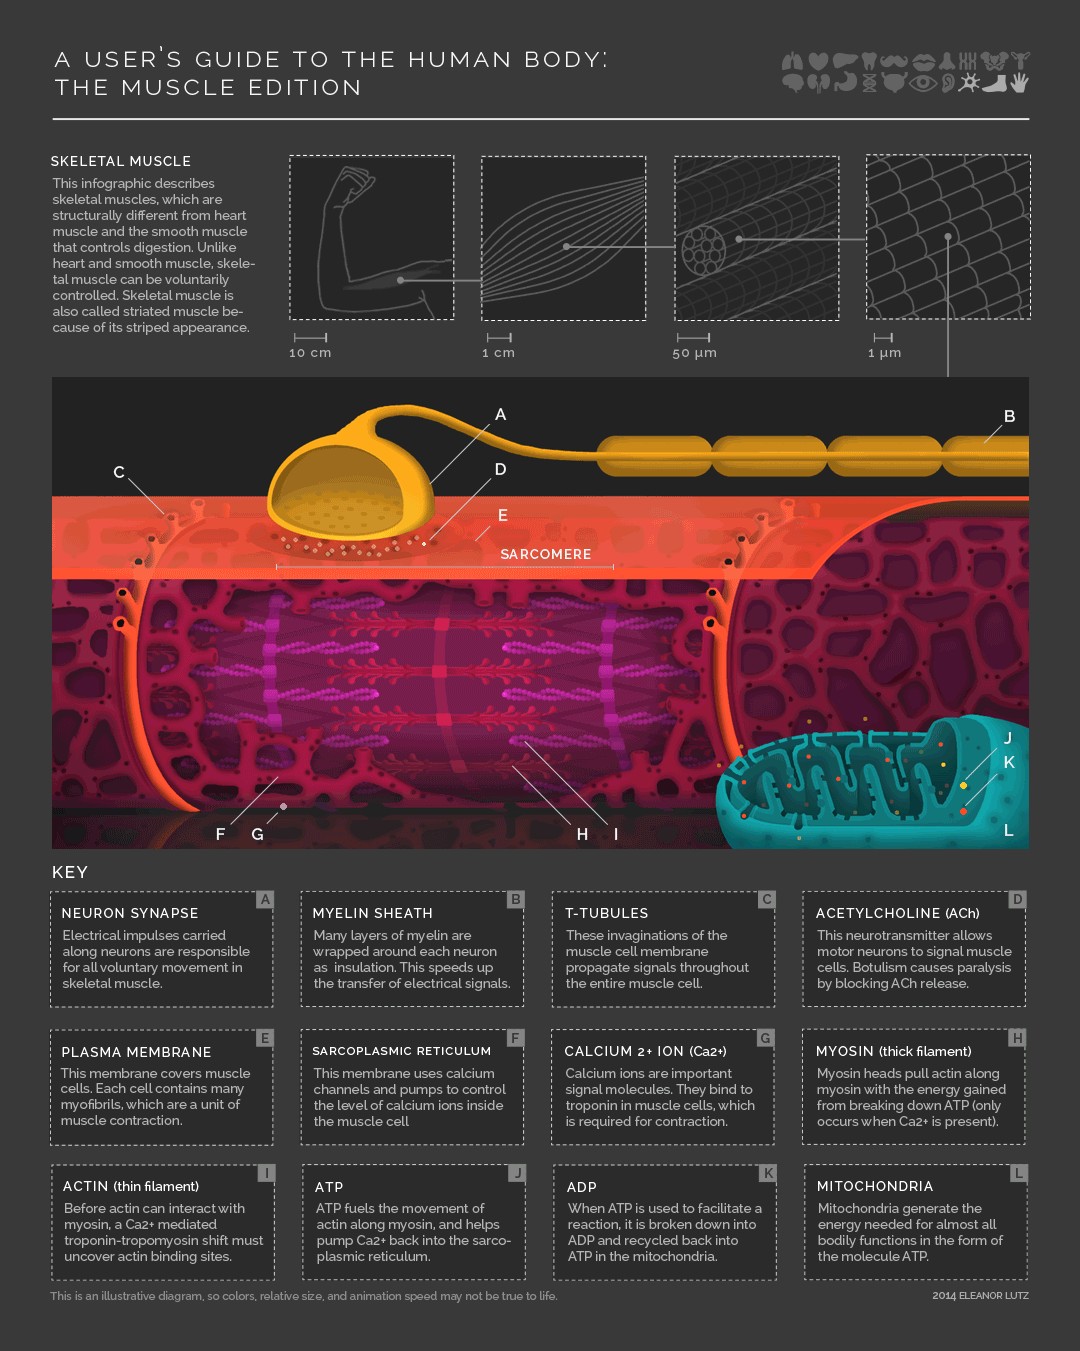 A USER'S GUIDE TO THE HUMAN BODY:
THE MUSCLE EDITION
SKELETAL MUSCLE
This infographic describes
skeletal muscles, which are
structurally different from heart
muscle and the smooth muscle
that controls digestion. Unlike
heart and smooth muscle, skele-
tal muscle can be voluntarily
controlled. Skeletal muscle is
also called striated muscle be-
cause of its striped appearance.
10 cm
1 cm
50 µm
1 µm
A
B
C
D
E
SARCOMERE
J
K
F
G
H
I
L
KEY
A
NEURON SYNAPSE
Electrical impulses carried
along neurons are responsible
for all voluntary movement in
skeletal muscle.
B
MYELIN SHEATH
Many layers of myelin are
wrapped around each neuron
as insulation. This speeds up
the transfer of electrical signals.
C
T-TUBULES
These invaginations of the
muscle cell membrane
propagate signals throughout
the entire muscle cell.
D
ACETYLCHOLINE (ACh)
This neurotransmitter allows
motor neurons to signal muscle
cells. Botulism causes paralysis
by blocking ACh release.
E
PLASMA MEMBRANE
This membrane covers muscle
cells. Each cell contains many
myofibrils, which are a unit of
muscle contraction.
F
SARCOPLASMIC RETICULUM
This membrane uses calcium
channels and pumps to control
the level of calcium ions inside
the muscle cell
G
CALCIUM 2+ ION (Ca2+)
Calcium ions are important
signal molecules. They bind to
troponin in muscle cells, which
is required for contraction.
H
MYOSIN (thick filament)
Myosin heads pull actin along
myosin with the energy gained
from breaking down ATP (only
occurs when Ca2+ is present).
I
ACTIN (thin filament)
Before actin can interact with
myosin, a Ca2+ mediated
troponin-tropomyosin shift must
uncover actin binding sites.
J
ATP
ATP fuels the movement of
actin along myosin, and helps
pump Ca2+ back into the sarco-
plasmic reticulum.
K
ADP
When ATP is used to facilitate a
reaction, it is broken down into
ADP and recycled back into
ATP in the mitochondria.
L
MITOCHONDRIA
Mitochondria generate the
energy needed for almost all
bodily functions in the form of
the molecule ATP.
This is an illustrative diagram, so colors, relative size, and animation speed may not be true to life.
2014 ELEANOR LUTZ